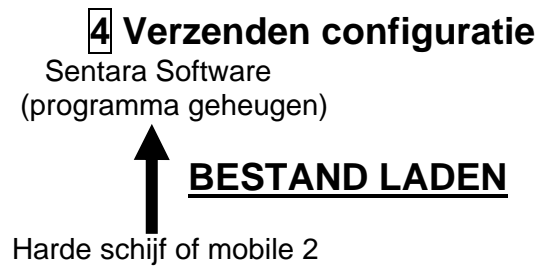 4 Verzenden configuratie
Sentara Software
(programma geheugen)
BESTAND LADEN
Harde schijf of mobile 2